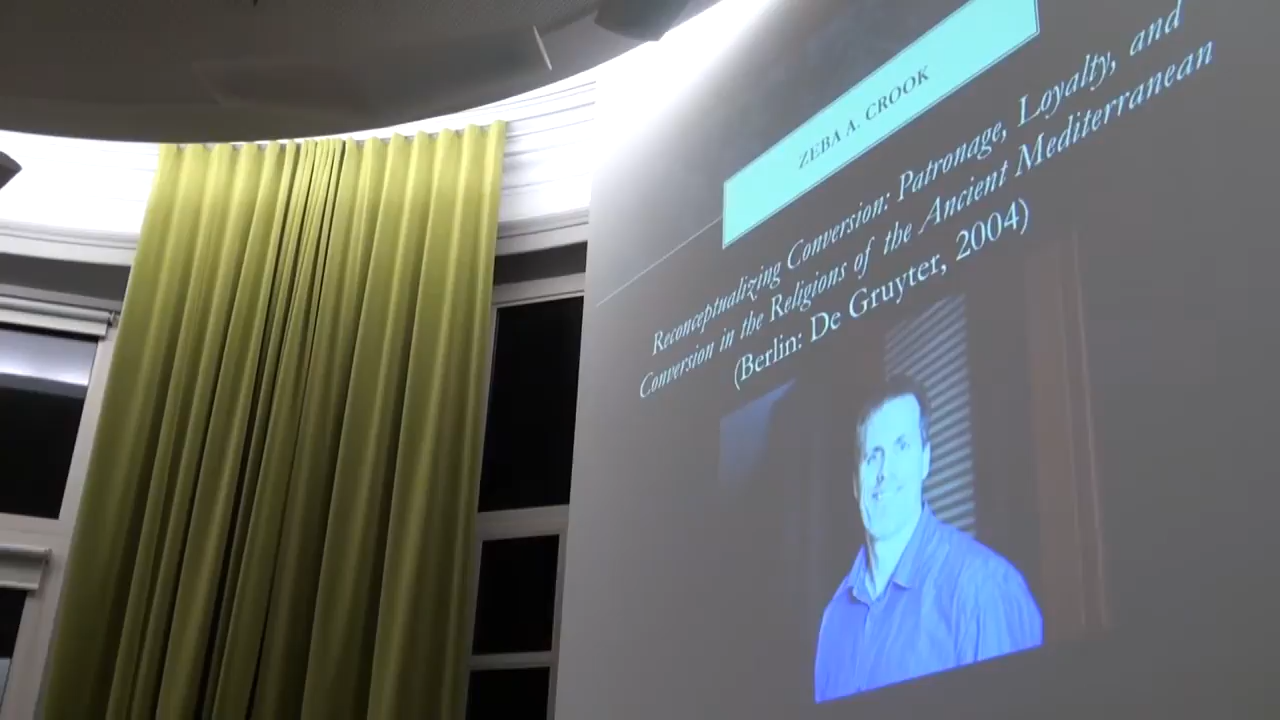 ZEBA A. CROOK
Reconceptualizing Conversion: Patronage, Loyalty, and
Conversion in the Religions of the Ancient Mediterranean
(Berlin: De Gruyter, 2004)